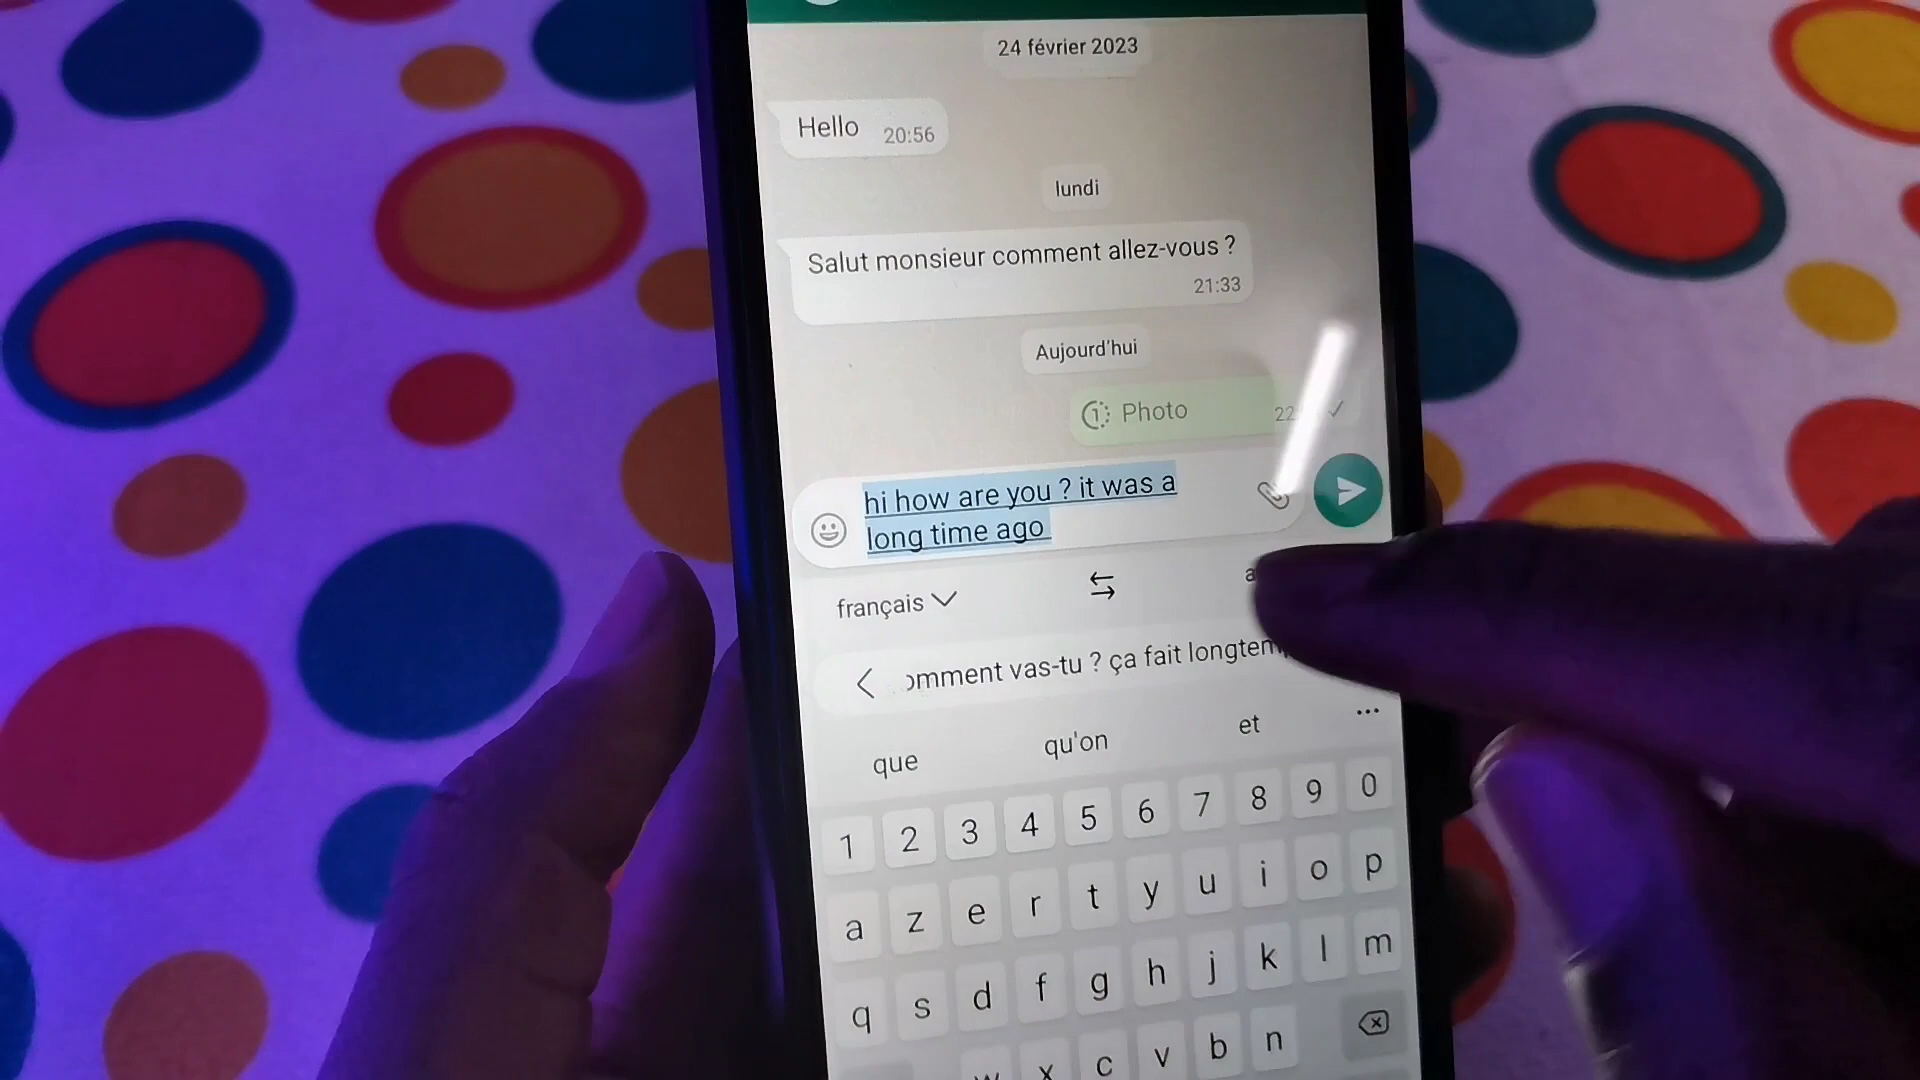 24 février 2023
Hello 20:56
lundi
Salut monsieur comment allez-vous ?
21:33
Aujourd'hui
Photo
hi how are you ? it was a
long time ago
français
vas-tu ? ça fait
que qu'on et ...
1 2 3 4 5 6 7 8 9 0
a z e r t y u i o p
q s d f g h j k l m
w x c v b n